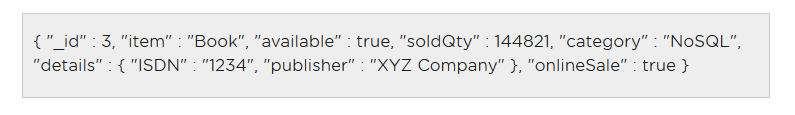 { "_id" : 3, "item" : "Book", "available" : true, "soldQty" : 144821, "category" : "NoSQL",
"details" : { "ISDN" : "1234", "publisher" : "XYZ Company" }, "onlineSale" : true }